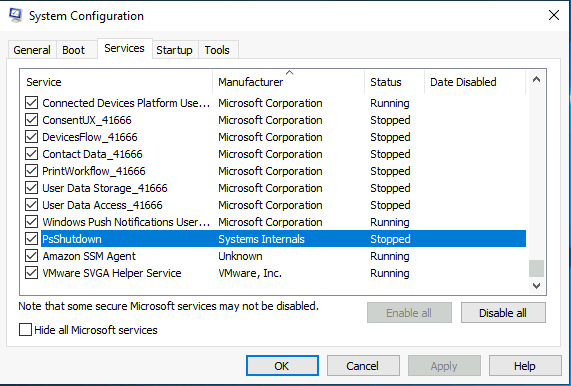 System Configuration
General Boot Services Startup Tools
Service Manufacturer Status Date Disabled
Connected Devices Platform Use... Microsoft Corporation Running
ConsentUX_41666 Microsoft Corporation Stopped
DevicesFlow_41666 Microsoft Corporation Stopped
Contact Data_41666 Microsoft Corporation Stopped
PrintWorkflow_41666 Microsoft Corporation Stopped
User Data Storage_41666 Microsoft Corporation Stopped
User Data Access_41666 Microsoft Corporation Stopped
Windows Push Notifications User... Microsoft Corporation Running
PsShutdown Systems Internals Stopped
Amazon SSM Agent Unknown Running
VMware SVGA Helper Service VMware, Inc. Running
Note that some secure Microsoft services may not be disabled.
Enable all Disable all
Hide all Microsoft services
OK Cancel Apply Help